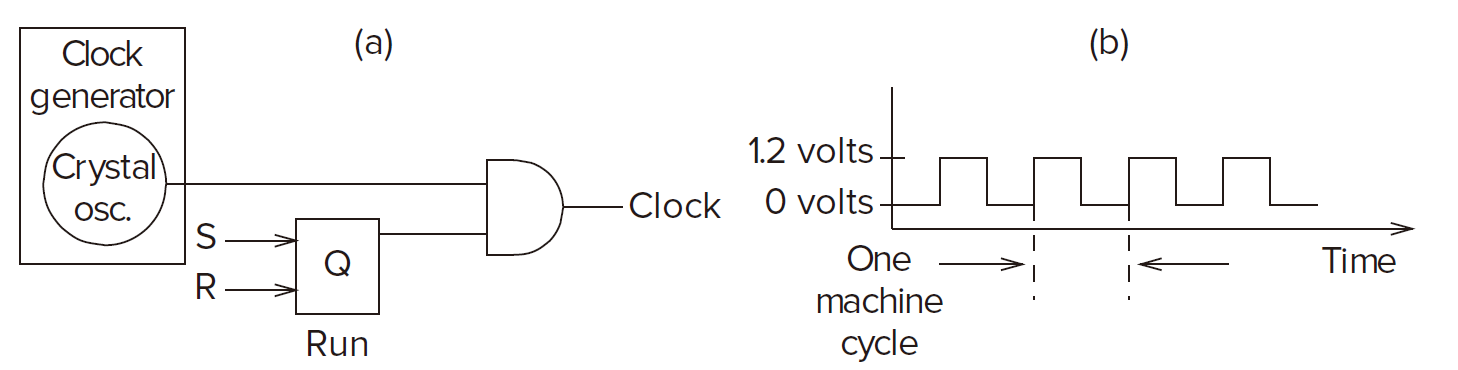 (a)
Clock
generator
Crystal
osc.
S
R
Q
Run
Clock
(b)
1.2 volts
0 volts
One
machine
cycle
Time